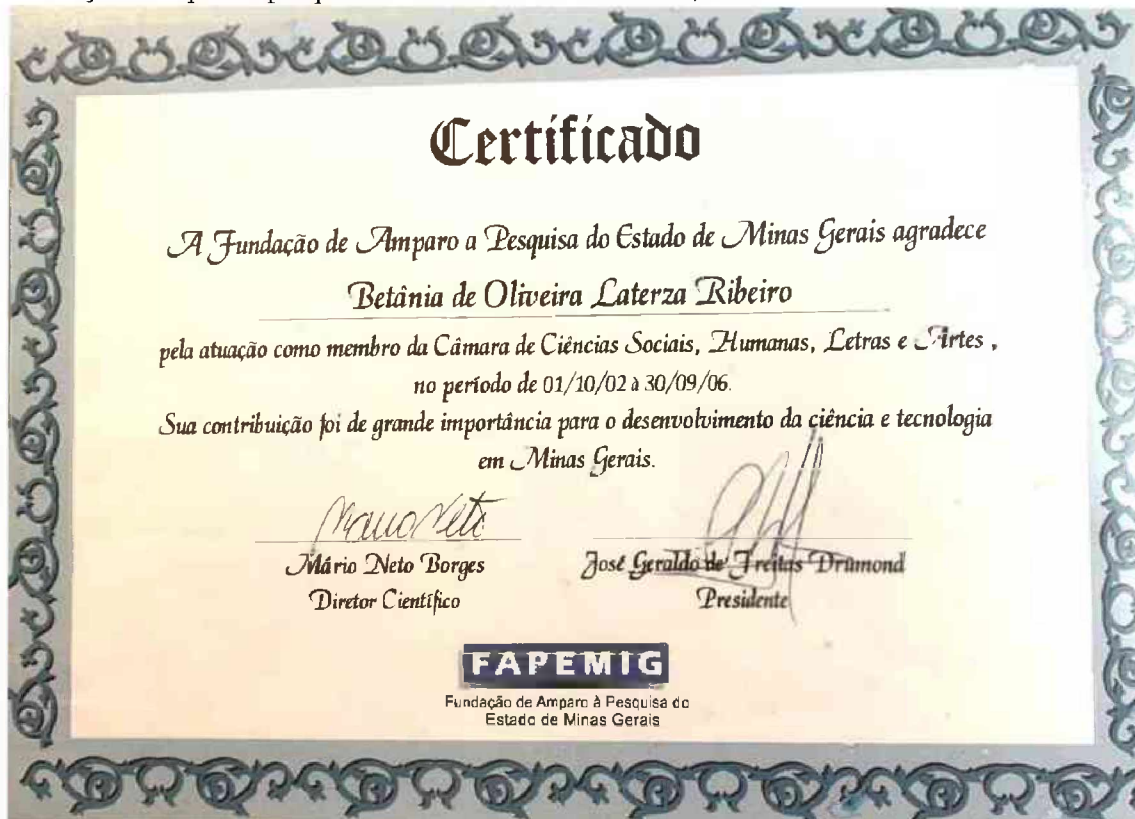 Certificado
A Fundação de Amparo a Pesquisa do Estado de Minas Gerais agradece
Betânia de Oliveira Laterza Ribeiro
pela atuação como membro da Câmara de Ciências Sociais, Humanas, Letras e Artes ,
no período de 01/10/02 à 30/09/06.
Sua contribuição foi de grande importância para o desenvolvimento da ciência e tecnologia
em Minas Gerais.
Mário Neto Borges
Diretor Científico
José Geraldo de Freitas Drumond
Presidente
FAPEMIG
Fundação de Amparo à Pesquisa do
Estado de Minas Gerais